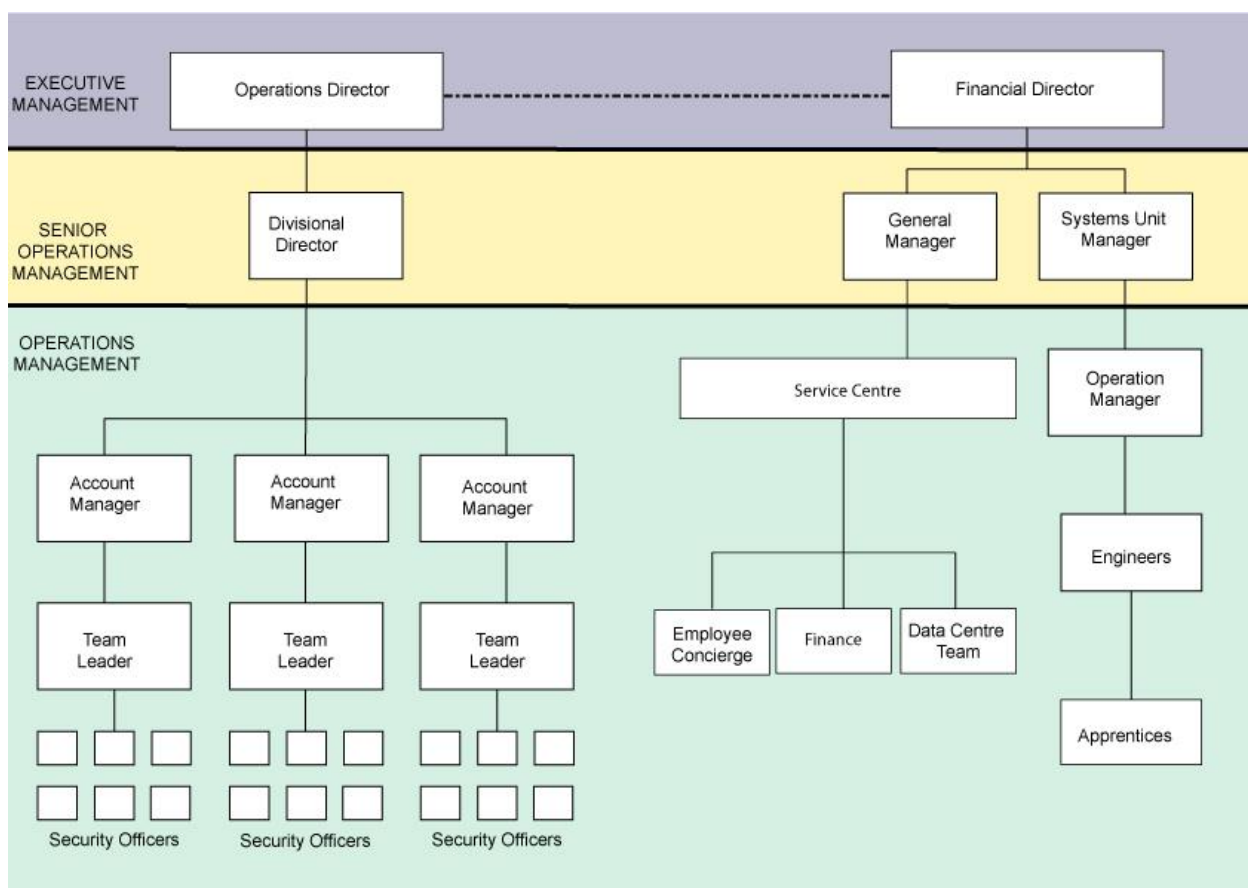 EXECUTIVE
MANAGEMENT
Operations Director
Financial Director
SENIOR
OPERATIONS
MANAGEMENT
Divisional
Director
General
Manager
Systems Unit
Manager
OPERATIONS
MANAGEMENT
Service Centre
Operation
Manager
Account
Manager
Account
Manager
Account
Manager
Engineers
Team
Leader
Team
Leader
Team
Leader
Employee
Concierge
Finance
Data Centre
Team
Apprentices
Security Officers
Security Officers
Security Officers